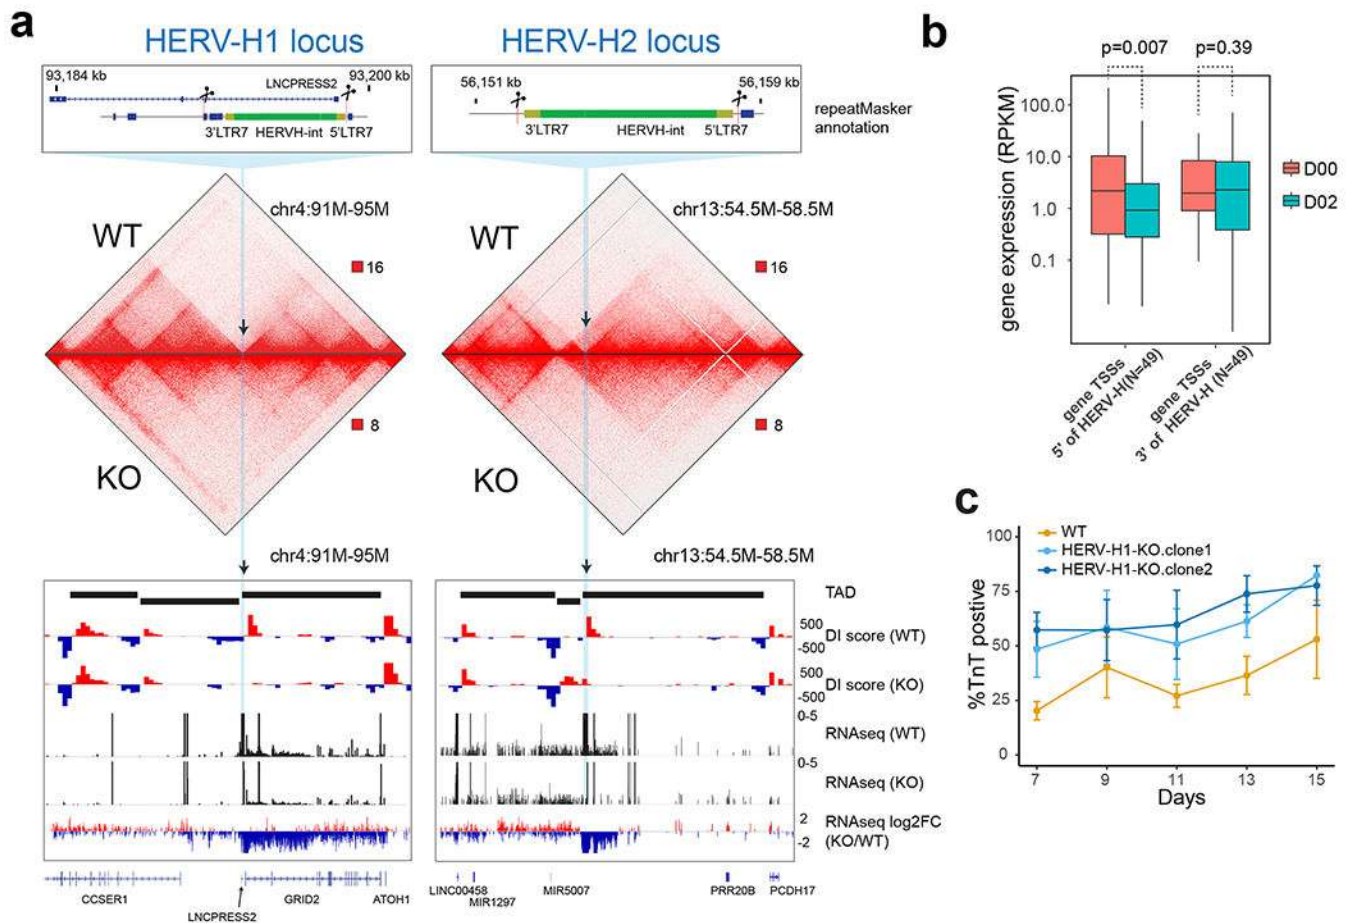 a
HERV-H1 locus
HERV-H2 locus
93,184 kb
93,200 kb
LNCPRESS2
3'LTR7
HERVH-int
5'LTR7
56,151 kb
56,159 kb
3'LTR7
HERVH-int
5'LTR7
repeatMasker
annotation
chr4:91M-95M
WT
16
KO
8
chr13:54.5M-58.5M
WT
16
KO
8
chr4:91M-95M
chr13:54.5M-58.5M
TAD
500
-500
DI score (WT)
500
-500
DI score (KO)
0-5
RNAseq (WT)
0-5
RNAseq (KO)
2
-2
RNAseq log2FC
(KO/WT)
CCSER1
LNCPRESS2
GRID2
ATOH1
LINC00458
MIR1297
MIR5007
PRR20B
PCDH17
b
p=0.007
p=0.39
gene expression (RPKM)
100.0
10.0
1.0
0.1
D00
D02
gene TSSs
5' of HERV-H(N=49)
gene TSSs
3' of HERV-H (N=49)
c
%TnT postive
100
75
50
25
0
WT
HERV-H1-KO.clone1
HERV-H1-KO.clone2
7
9
11
13
15
Days